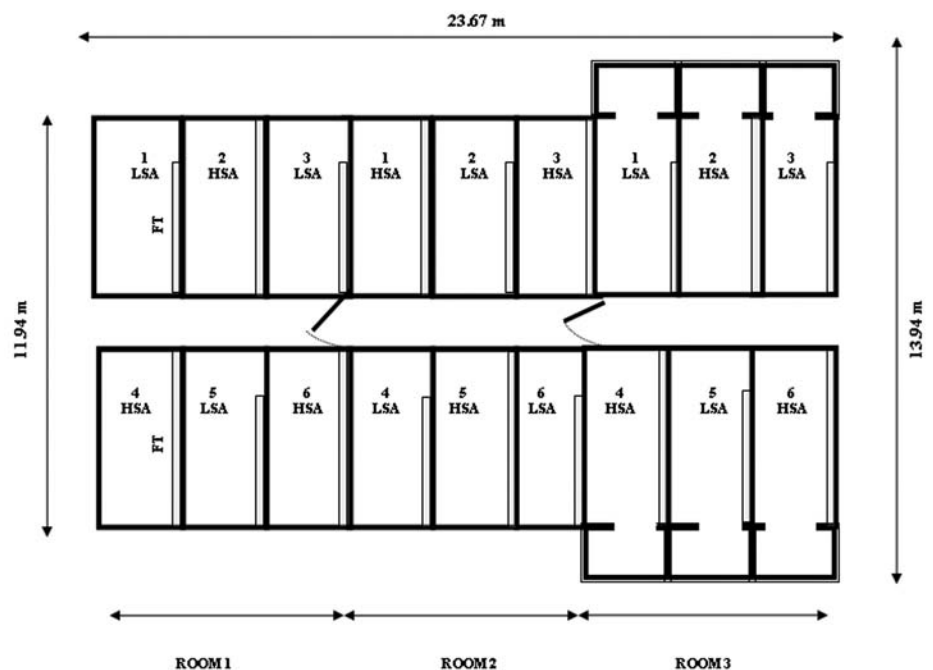 23.67 m
1 2 3 1 2 3 1 2 3
LSA HSA LSA HSA LSA HSA LSA HSA LSA
FT
11.94 m
13.94 m
4 5 6 4 5 6 4 5 6
HSA LSA HSA LSA HSA LSA HSA LSA HSA
FT
ROOM 1 ROOM 2 ROOM 3